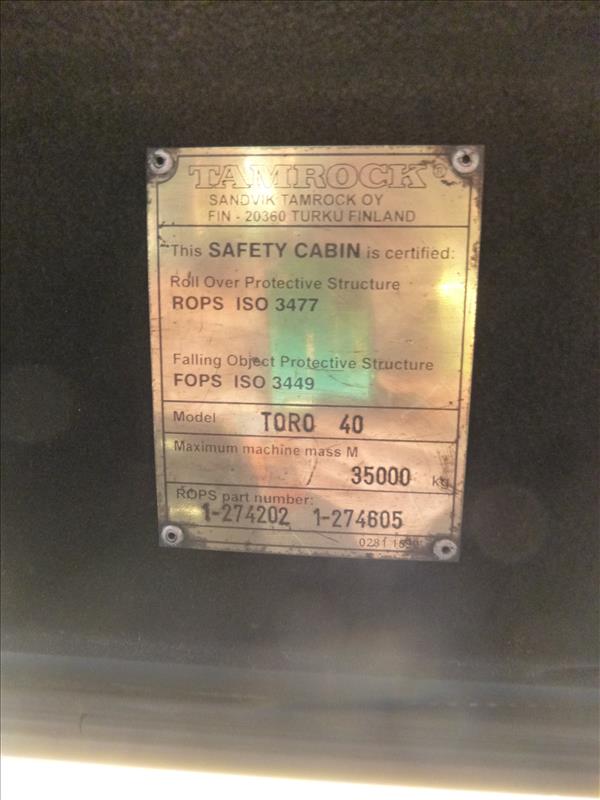 TAMROCK®
SANDVIK TAMROCK OY
FIN - 20360 TURKU FINLAND
This SAFETY CABIN is certified:
Roll Over Protective Structure
ROPS ISO 3477
Falling Object Protective Structure
FOPS ISO 3449
Model TORO 40
Maximum machine mass M
35000 kg
ROPS part number:
1-274202 1-274605
0281